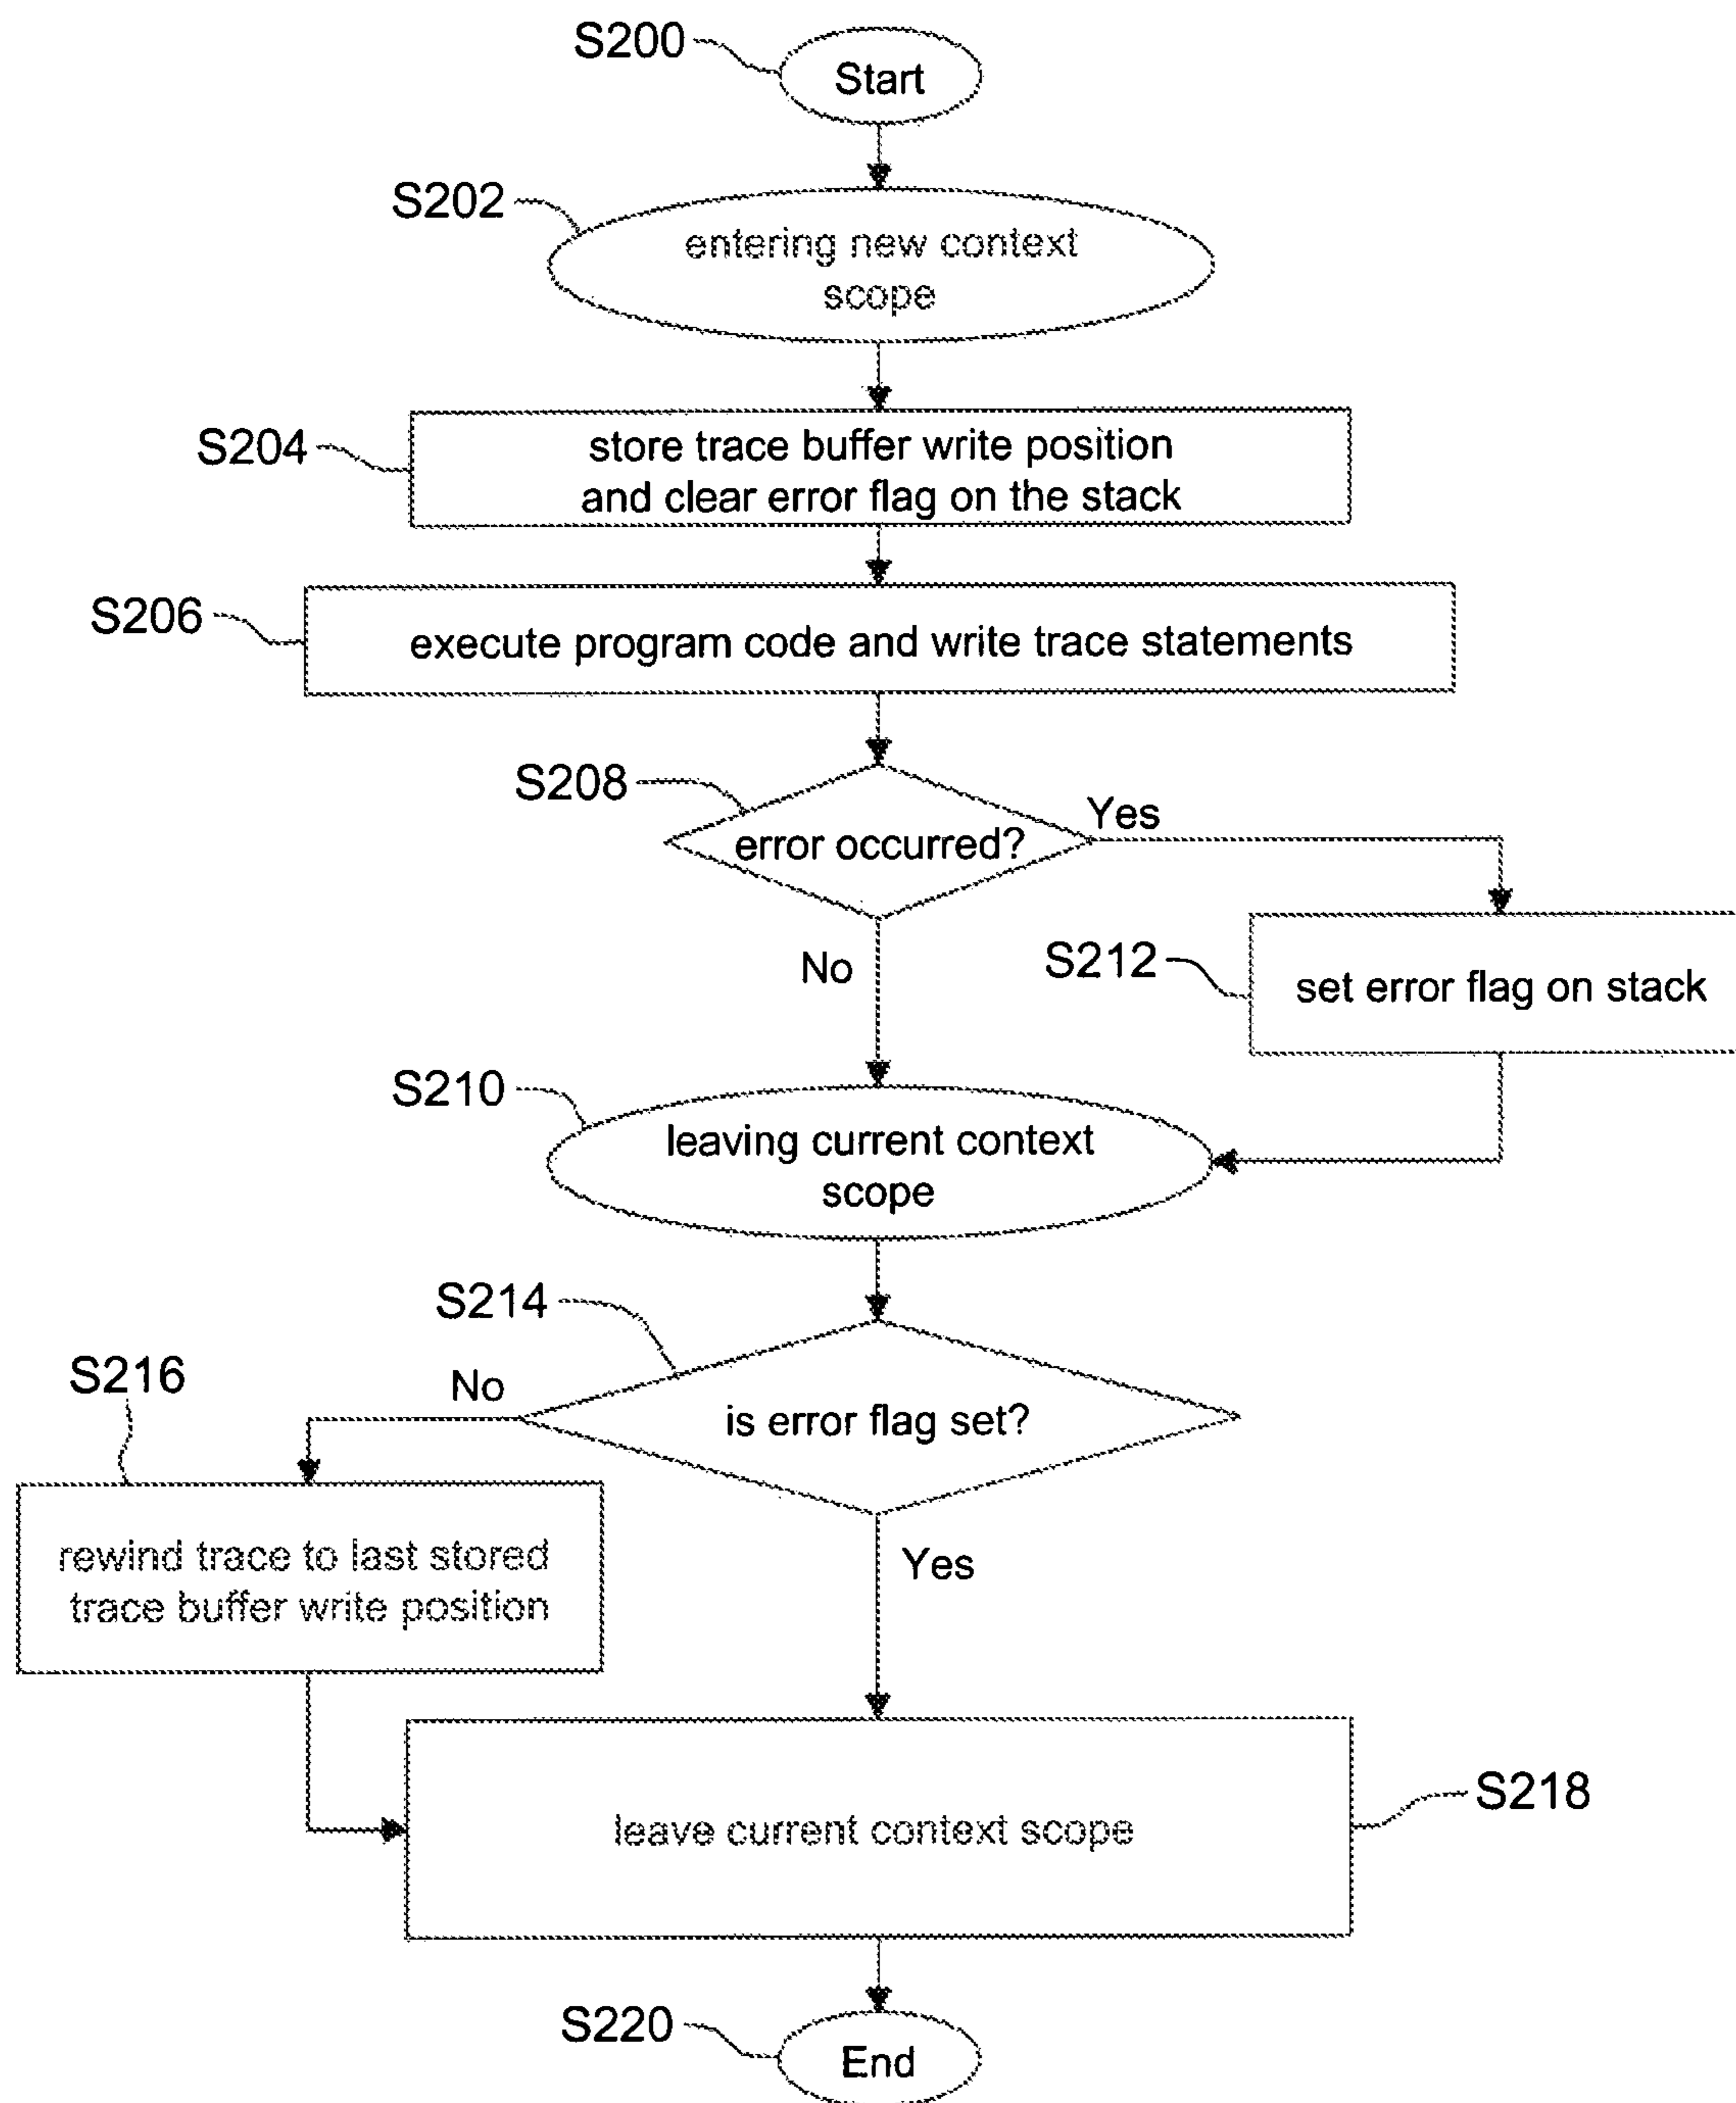 S200
Start
S202
entering new context
scope
S204
store trace buffer write position
and clear error flag on the stack
S206
execute program code and write trace statements
S208
error occurred?
Yes
No
S212
set error flag on stack
S210
leaving current context
scope
S214
is error flag set?
No
S216
rewind trace to last stored
trace buffer write position
Yes
leave current context scope
S218
S220
End